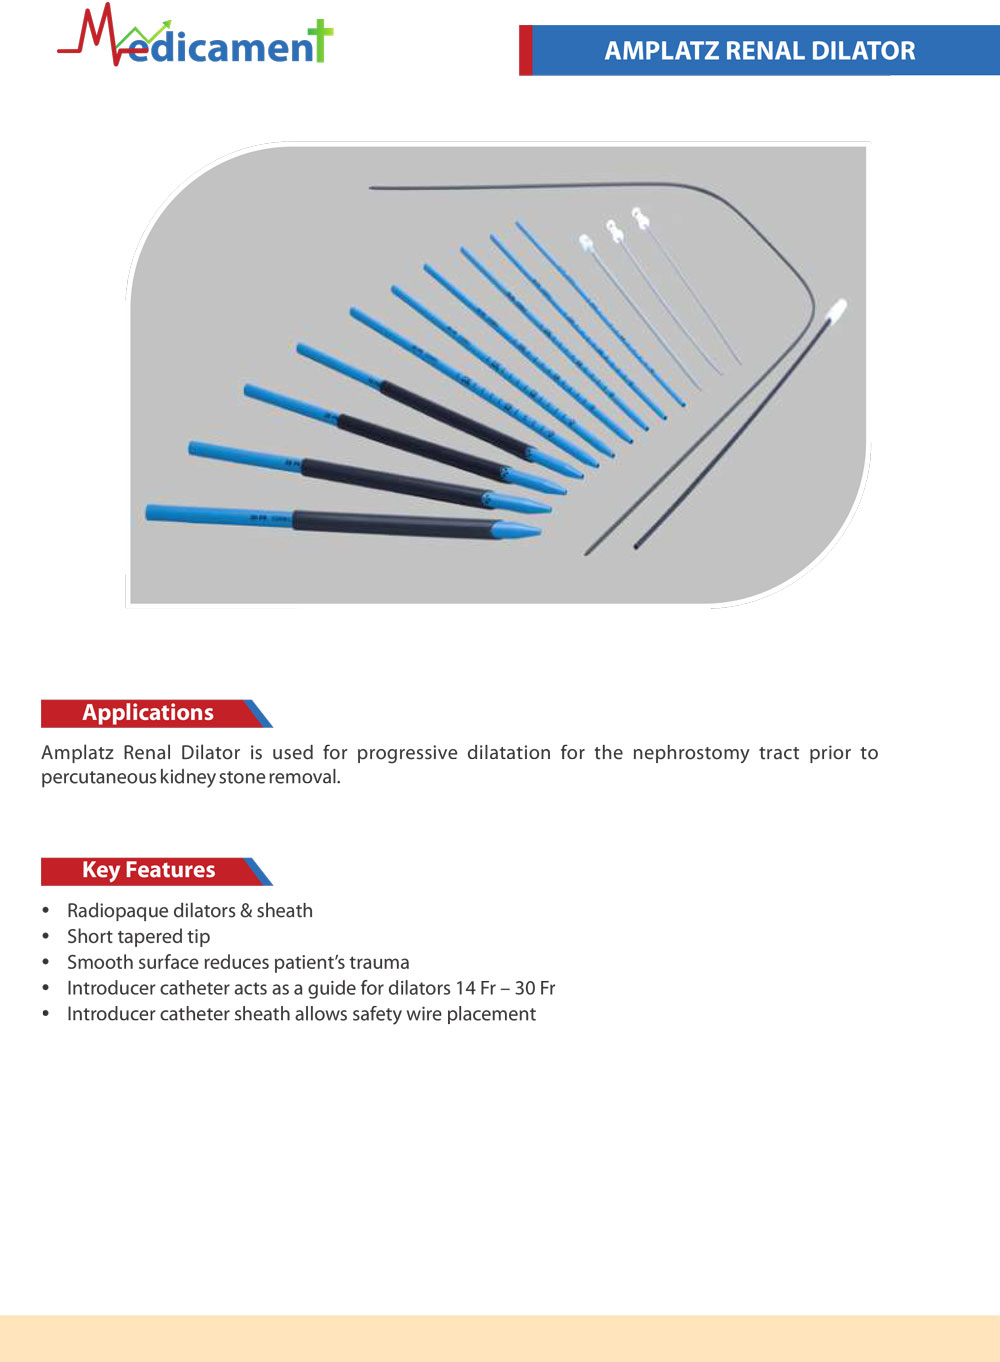 Medicament
AMPLATZ RENAL DILATOR
Applications
Amplatz Renal Dilator is used for progressive dilatation for the nephrostomy tract prior to
percutaneous kidney stone removal.
Key Features
• Radiopaque dilators & sheath
• Short tapered tip
• Smooth surface reduces patient’s trauma
• Introducer catheter acts as a guide for dilators 14 Fr – 30 Fr
• Introducer catheter sheath allows safety wire placement